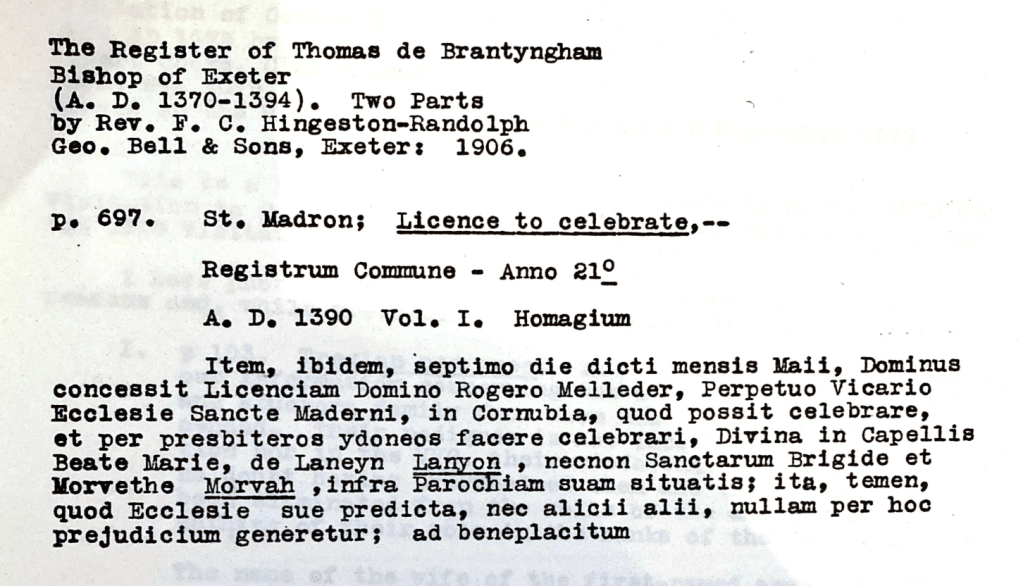 The Register of Thomas de Brantyngham
Bishop of Exeter
(A. D. 1370-1394).  Two Parts
by Rev. F. C. Hingeston-Randolph
Geo. Bell & Sons, Exeter:  1906.
p. 697.   St. Madron;  Licence to celebrate,--
Registrum Commune - Anno 21º
A. D. 1390  Vol. I.  Homagium
Item, ibidem, septimo die dicti mensis Maii, Dominus
concessit Licenciam Domino Rogero Melleder, Perpetuo Vicario
Ecclesie Sancte Maderni, in Cornubia, quod possit celebrare,
et per presbiteros ydoneos facere celebrari, Divina in Capellis
Beate Marie, de Laneyn  Lanyon , necnon Sanctarum Brigide et
Morvethe  Morvah ,infra Parochiam suam situatis; ita, temen,
quod Ecclesie  sue predicta, nec alicii alii, nullam per hoc
prejudicium generetur;  ad beneplacitum